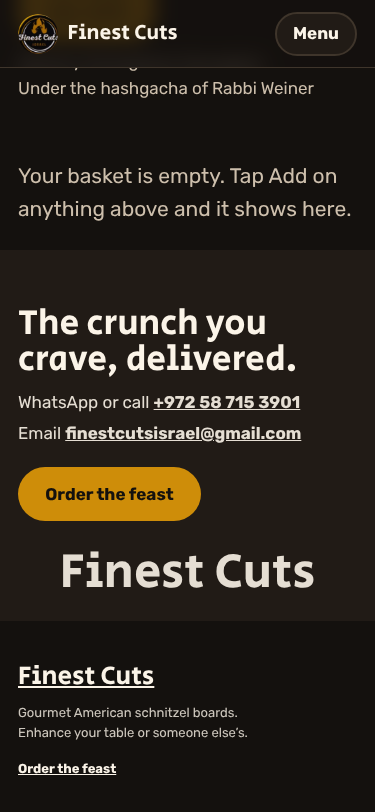 Finest Cuts
Finest Cuts
Menu
Under the hashgacha of Rabbi Weiner
Your basket is empty. Tap Add on
anything above and it shows here.
The crunch you
crave, delivered.
WhatsApp or call +972 58 715 3901
Email finestcutsisrael@gmail.com
Order the feast
Finest Cuts
Finest Cuts
Gourmet American schnitzel boards.
Enhance your table or someone else’s.
Order the feast